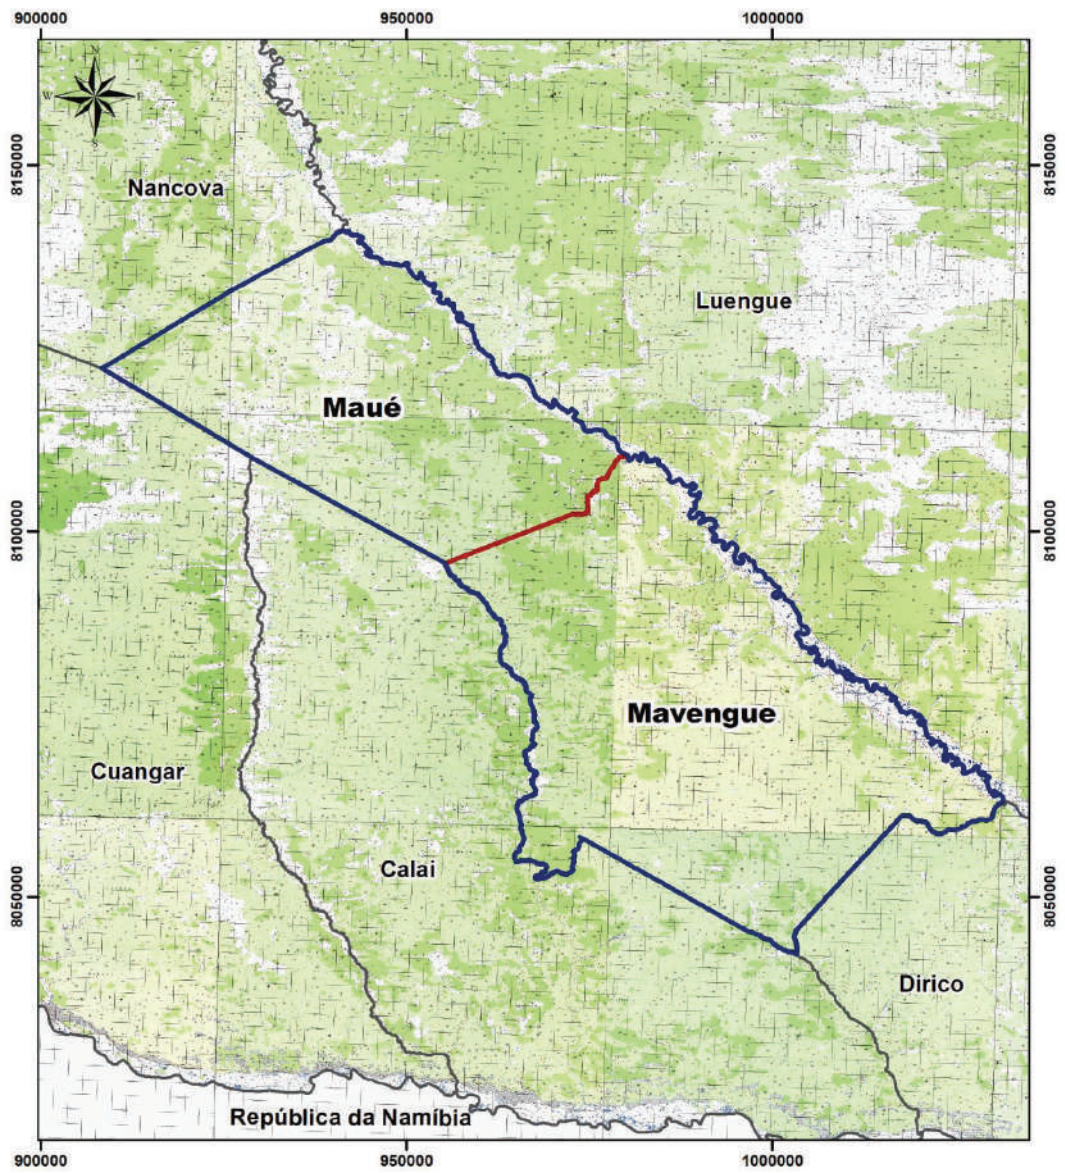 900000 950000 1000000
N
W E
S
8150000 8150000
Nancova
Luengue
Maué
8100000 8100000
Mavengue
Cuangar
Calai
8050000 8050000
Dirico
República da Namíbia
900000 950000 1000000